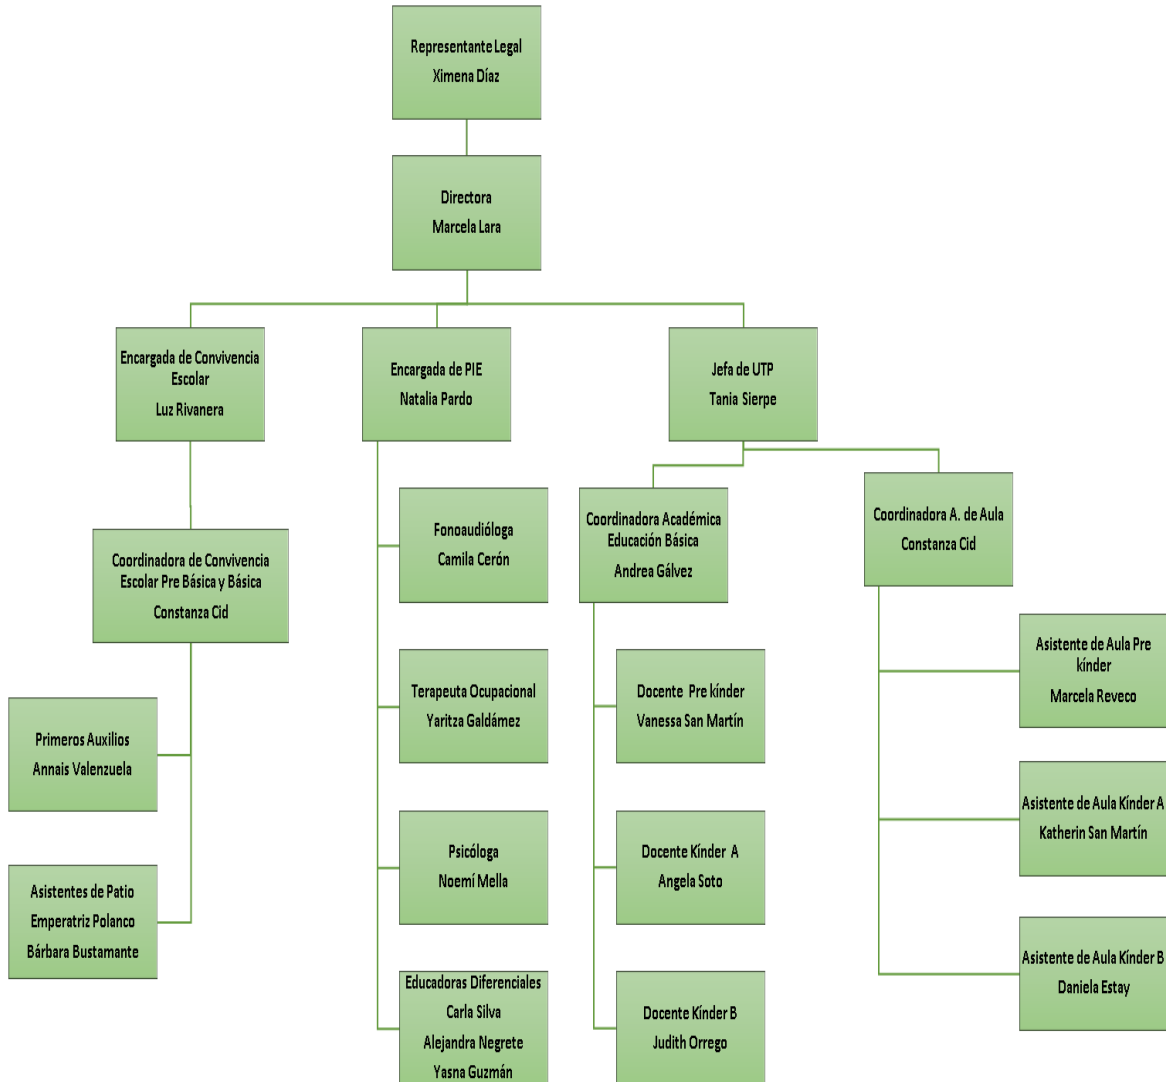 Representante Legal
Ximena Díaz
Directora
Marcela Lara
Encargada de Convivencia
Escolar
Luz Rivanera
Encargada de PIE
Natalia Pardo
Jefa de UTP
Tania Sierpe
Coordinadora de Convivencia
Escolar Pre Básica y Básica
Constanza Cid
Primeros Auxilios
Annais Valenzuela
Asistentes de Patio
Emperatriz Polanco
Bárbara Bustamante
Fonoaudióloga
Camila Cerón
Terapeuta Ocupacional
Yaritza Galdámez
Psicóloga
Noemí Mella
Educadoras Diferenciales
Carla Silva
Alejandra Negrete
Yasna Guzmán
Coordinadora Académica
Educación Básica
Andrea Gálvez
Docente Pre kínder
Vanessa San Martín
Docente Kínder A
Angela Soto
Docente Kínder B
Judith Orrego
Coordinadora A. de Aula
Constanza Cid
Asistente de Aula Pre
kínder
Marcela Reveco
Asistente de Aula Kínder A
Katherin San Martín
Asistente de Aula Kínder B
Daniela Estay